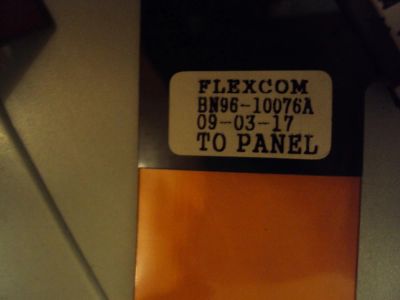 FLEXCOM
BN96-10076A
09-03-17
TO PANEL